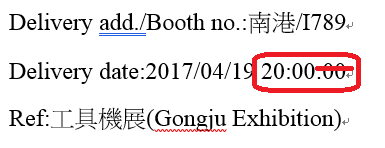 Delivery add./Booth no.:南港/I789
Delivery date:2017/04/19 20:00:00
Ref:工具機展(Gongju Exhibition)